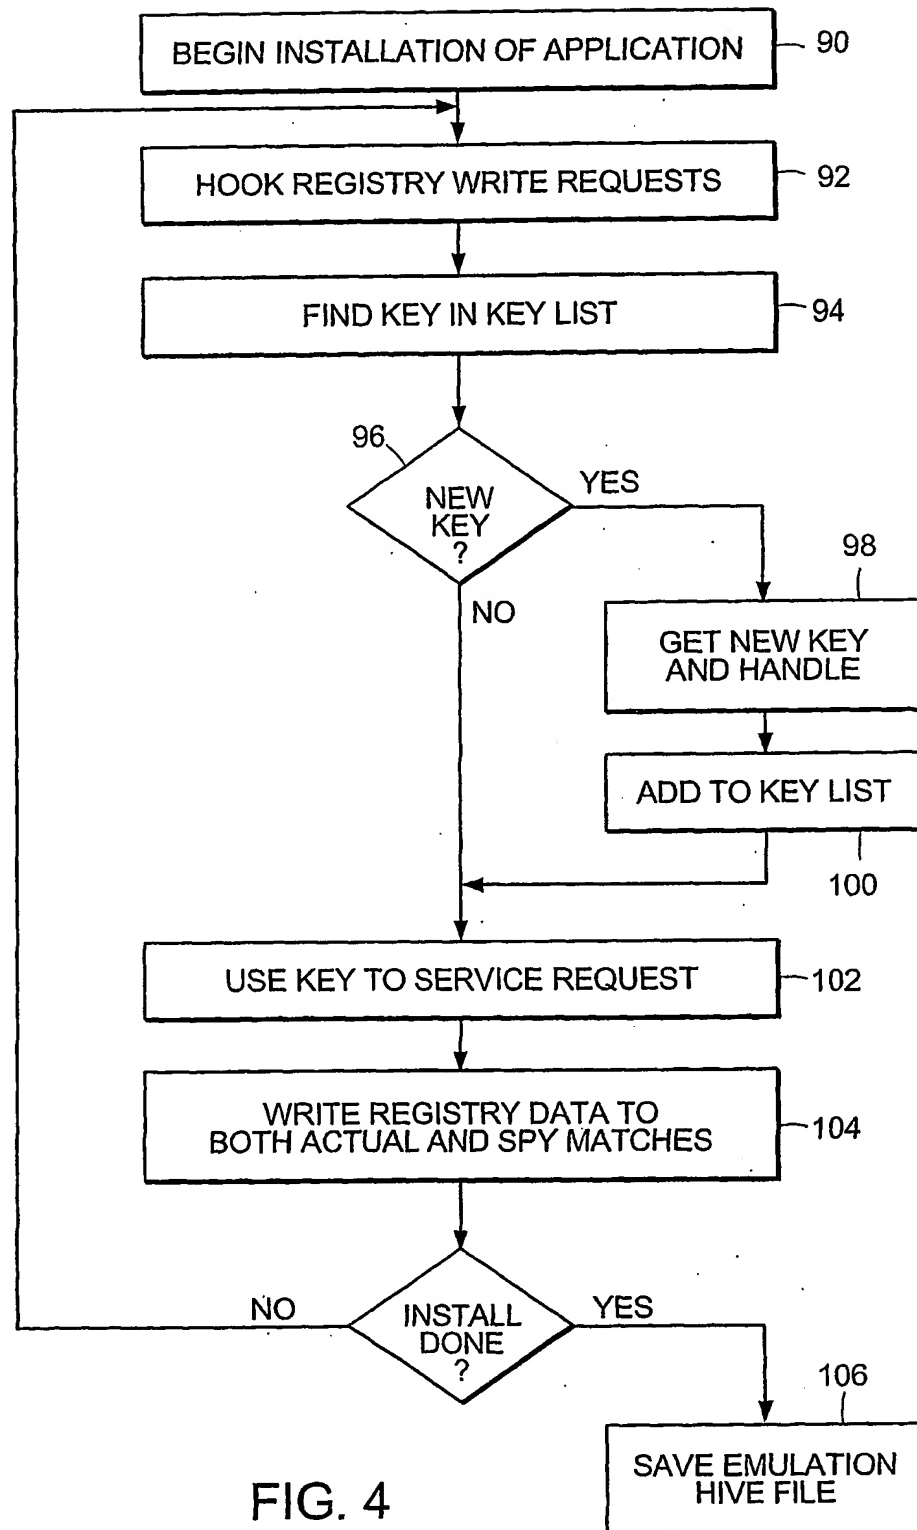 BEGIN INSTALLATION OF APPLICATION
90
HOOK REGISTRY WRITE REQUESTS
92
FIND KEY IN KEY LIST
94
96
NEW
KEY
?
YES
NO
98
GET NEW KEY
AND HANDLE
ADD TO KEY LIST
100
USE KEY TO SERVICE REQUEST
102
WRITE REGISTRY DATA TO
BOTH ACTUAL AND SPY MATCHES
104
NO
INSTALL
DONE
?
YES
106
SAVE EMULATION
HIVE FILE
FIG. 4